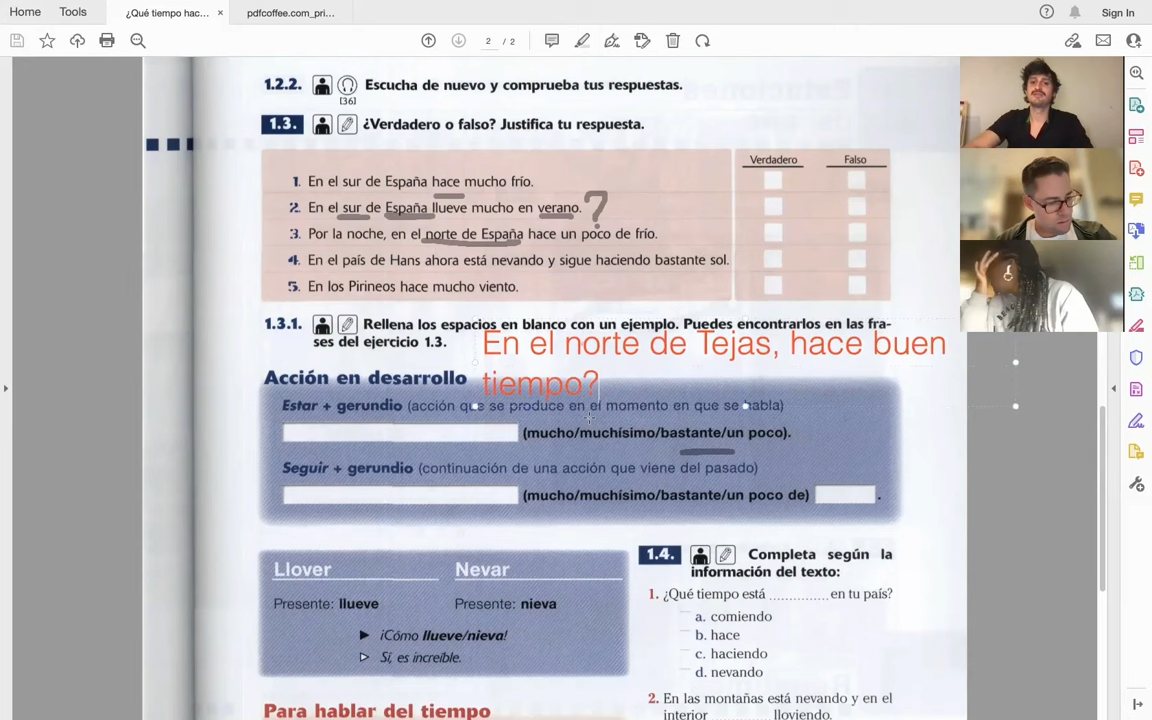 Home Tools ¿Qué tiempo hac... × pdfcoffee.com_pri... Sign In
2 / 2
1.2.2. Escucha de nuevo y comprueba tus respuestas.
[36]
1.3. ¿Verdadero o falso? Justifica tu respuesta.
Verdadero Falso
1. En el sur de España hace mucho frío.
2. En el sur de España llueve mucho en verano. ?
3. Por la noche, en el norte de España hace un poco de frío.
4. En el país de Hans ahora está nevando y sigue haciendo bastante sol.
5. En los Pirineos hace mucho viento.
1.3.1. Rellena los espacios en blanco con un ejemplo. Puedes encontrarlos en las fra-
ses del ejercicio 1.3.
En el norte de Tejas, hace buen
tiempo?
Acción en desarrollo
Estar + gerundio (acción que se produce en el momento en que se habla)
(mucho/muchísimo/bastante/un poco).
Seguir + gerundio (continuación de una acción que viene del pasado)
(mucho/muchísimo/bastante/un poco de) .
Llover Nevar
Presente: llueve Presente: nieva
► ¡Cómo llueve/nieva!
▷ Sí, es increíble.
1.4. Completa según la
información del texto:
1. ¿Qué tiempo está .............. en tu país?
a. comiendo
b. hace
c. haciendo
d. nevando
2. En las montañas está nevando y en el
interior .............. lloviendo.
Para hablar del tiempo